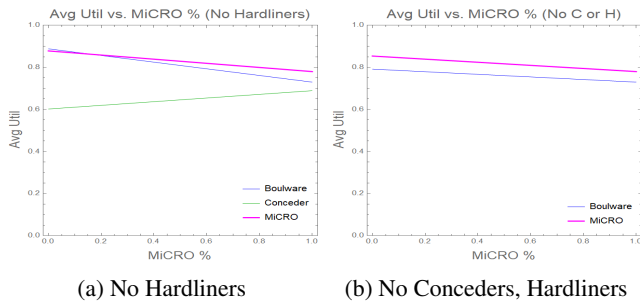 Avg Util vs. MiCRO % (No Hardliners)
1.0
0.8
0.6
0.4
0.2
0.0
Avg Util
Boulware
Conceder
MiCRO
0.0 0.2 0.4 0.6 0.8 1.0
MiCRO %
(a) No Hardliners
Avg Util vs. MiCRO % (No C or H)
1.0
0.8
0.6
0.4
0.2
0.0
Avg Util
Boulware
MiCRO
0.0 0.2 0.4 0.6 0.8 1.0
MiCRO %
(b) No Conceders, Hardliners